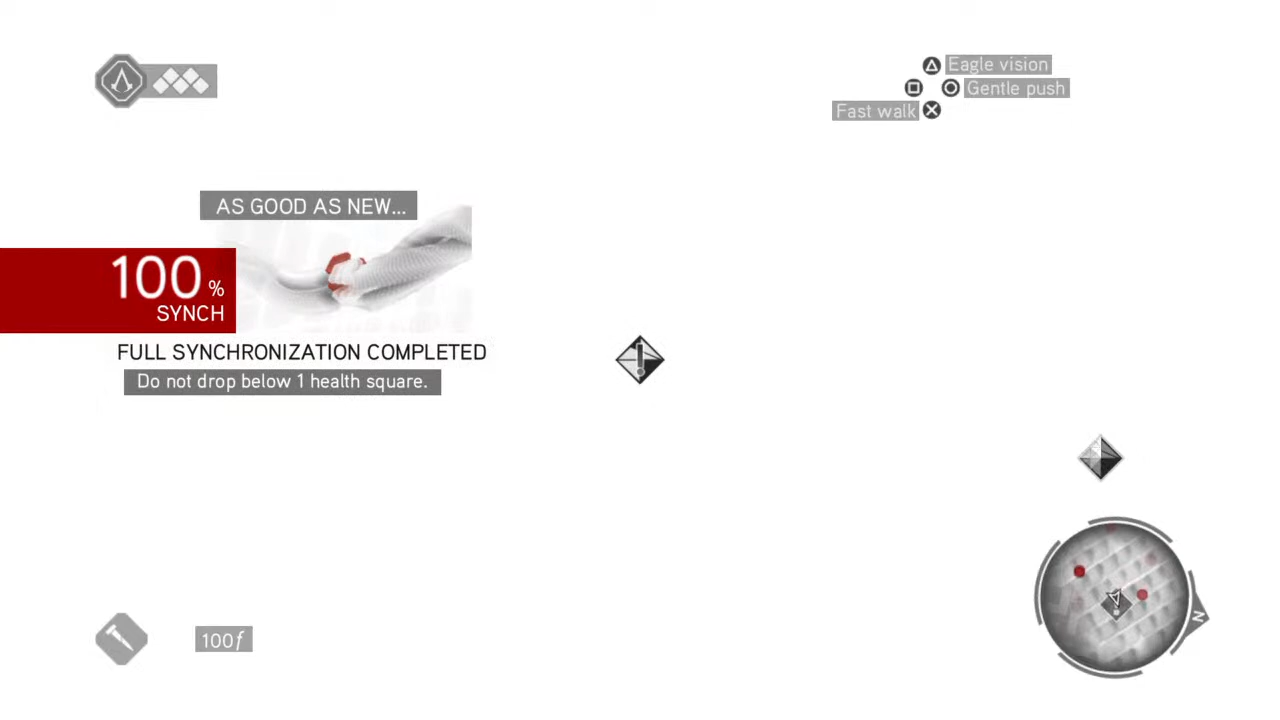 Eagle vision
Gentle push
Fast walk
AS GOOD AS NEW...
100 %
SYNCH
FULL SYNCHRONIZATION COMPLETED
Do not drop below 1 health square.
100ƒ
N